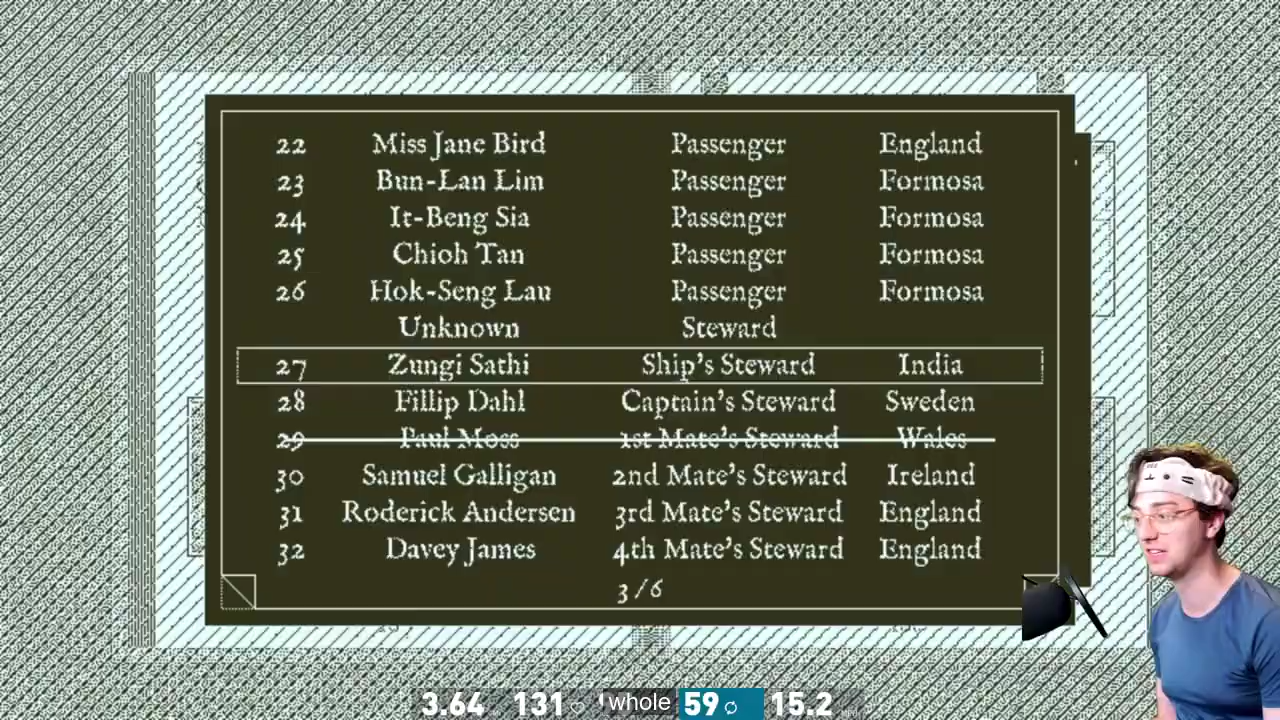 22 Miss Jane Bird Passenger England
23 Bun-Lan Lim Passenger Formosa
24 It-Beng Sia Passenger Formosa
25 Chioh Tan Passenger Formosa
26 Hok-Seng Lau Passenger Formosa
Unknown Steward
27 Zungi Sathi Ship's Steward India
28 Fillip Dahl Captain's Steward Sweden
29 Paul Moss 1st Mate's Steward Wales
30 Samuel Galligan 2nd Mate's Steward Ireland
31 Roderick Andersen 3rd Mate's Steward England
32 Davey James 4th Mate's Steward England
3/6
3.64 131 whole 59 15.2